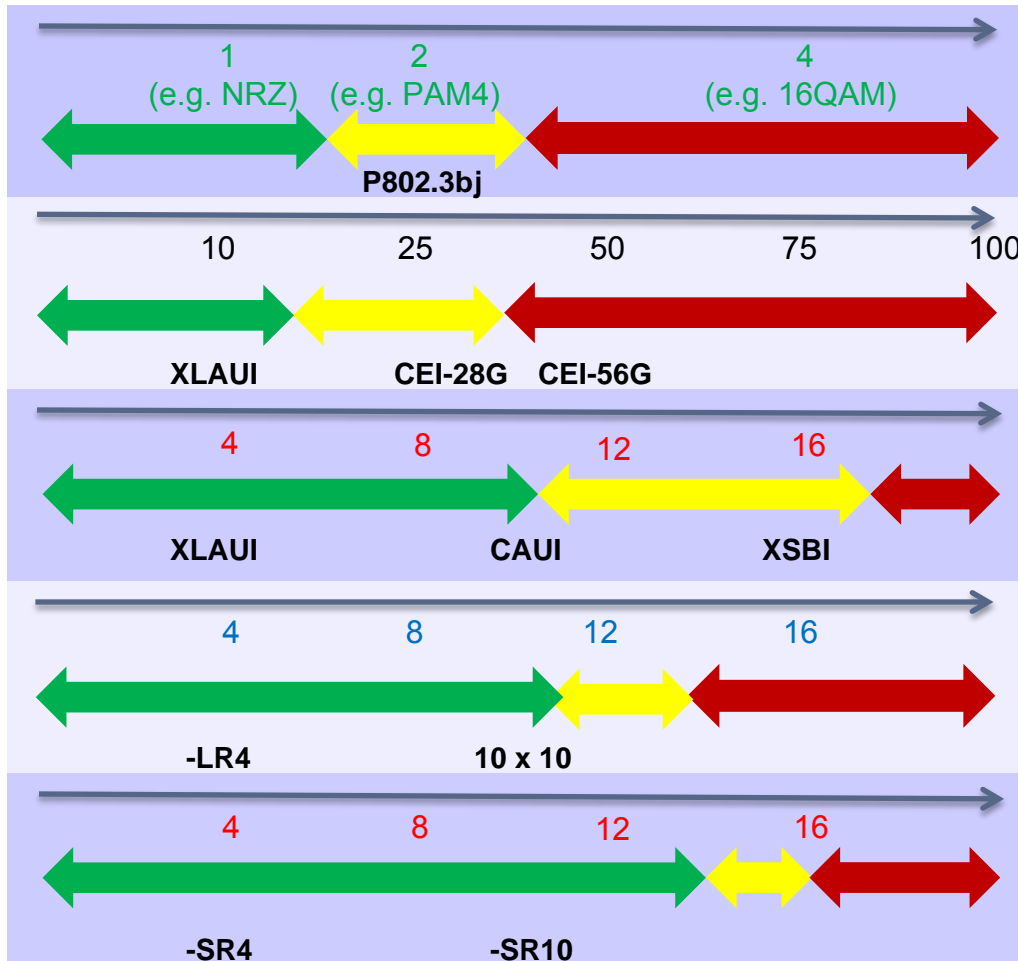 1 2 4
(e.g. NRZ) (e.g. PAM4) (e.g. 16QAM)
P802.3bj
10 25 50 75 100
XLAUI CEI-28G CEI-56G
4 8 12 16
XLAUI CAUI XSBI
4 8 12 16
-LR4 10 x 10
4 8 12 16
-SR4 -SR10